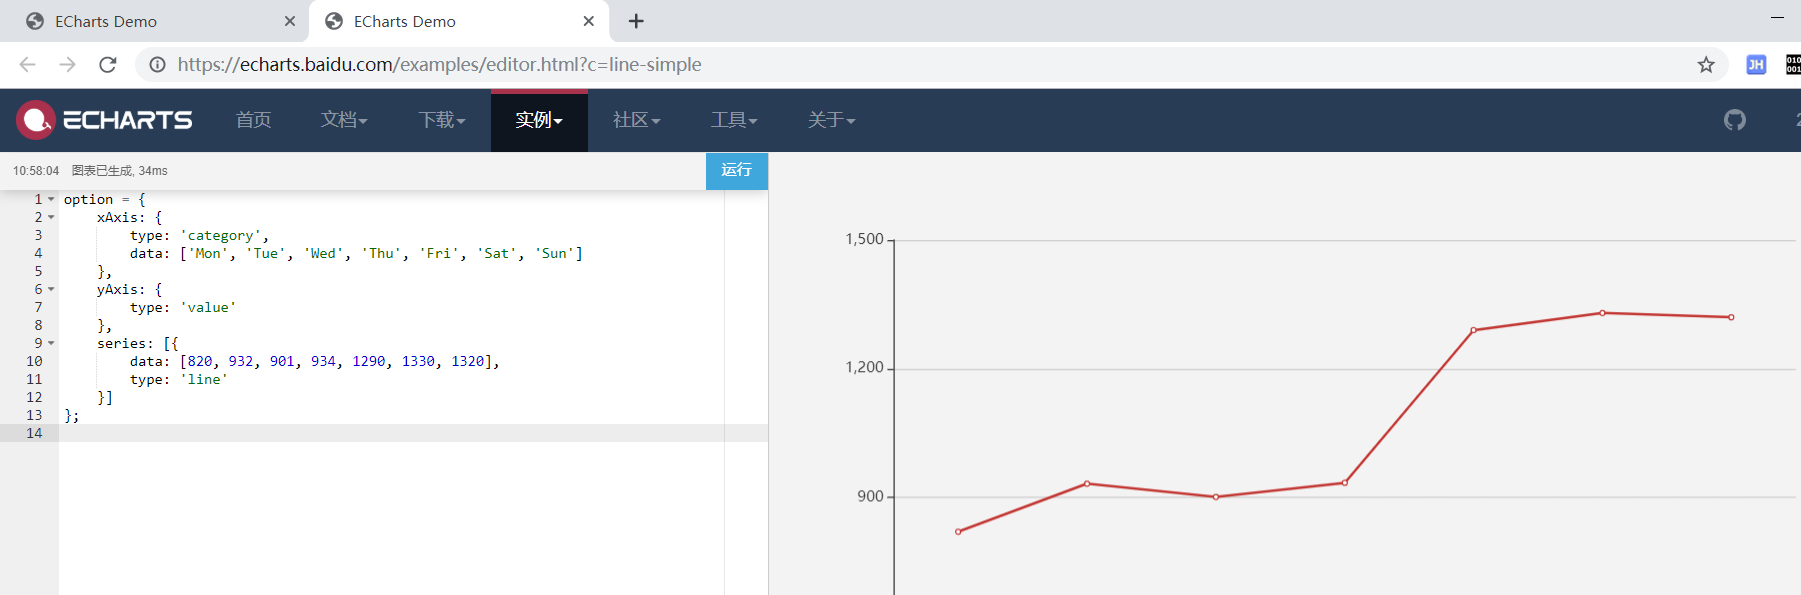 ECharts Demo
ECharts Demo
https://echarts.baidu.com/examples/editor.html?c=line-simple
JH
010
001
ECHARTS 首页 文档 下载 实例 社区 工具 关于
10:58:04 图表已生成, 34ms 运行
1 option = {
2 xAxis: {
3 type: 'category',
4 data: ['Mon', 'Tue', 'Wed', 'Thu', 'Fri', 'Sat', 'Sun']
5 },
6 yAxis: {
7 type: 'value'
8 },
9 series: [{
10 data: [820, 932, 901, 934, 1290, 1330, 1320],
11 type: 'line'
12 }]
13 };
14
1,500
1,200
900